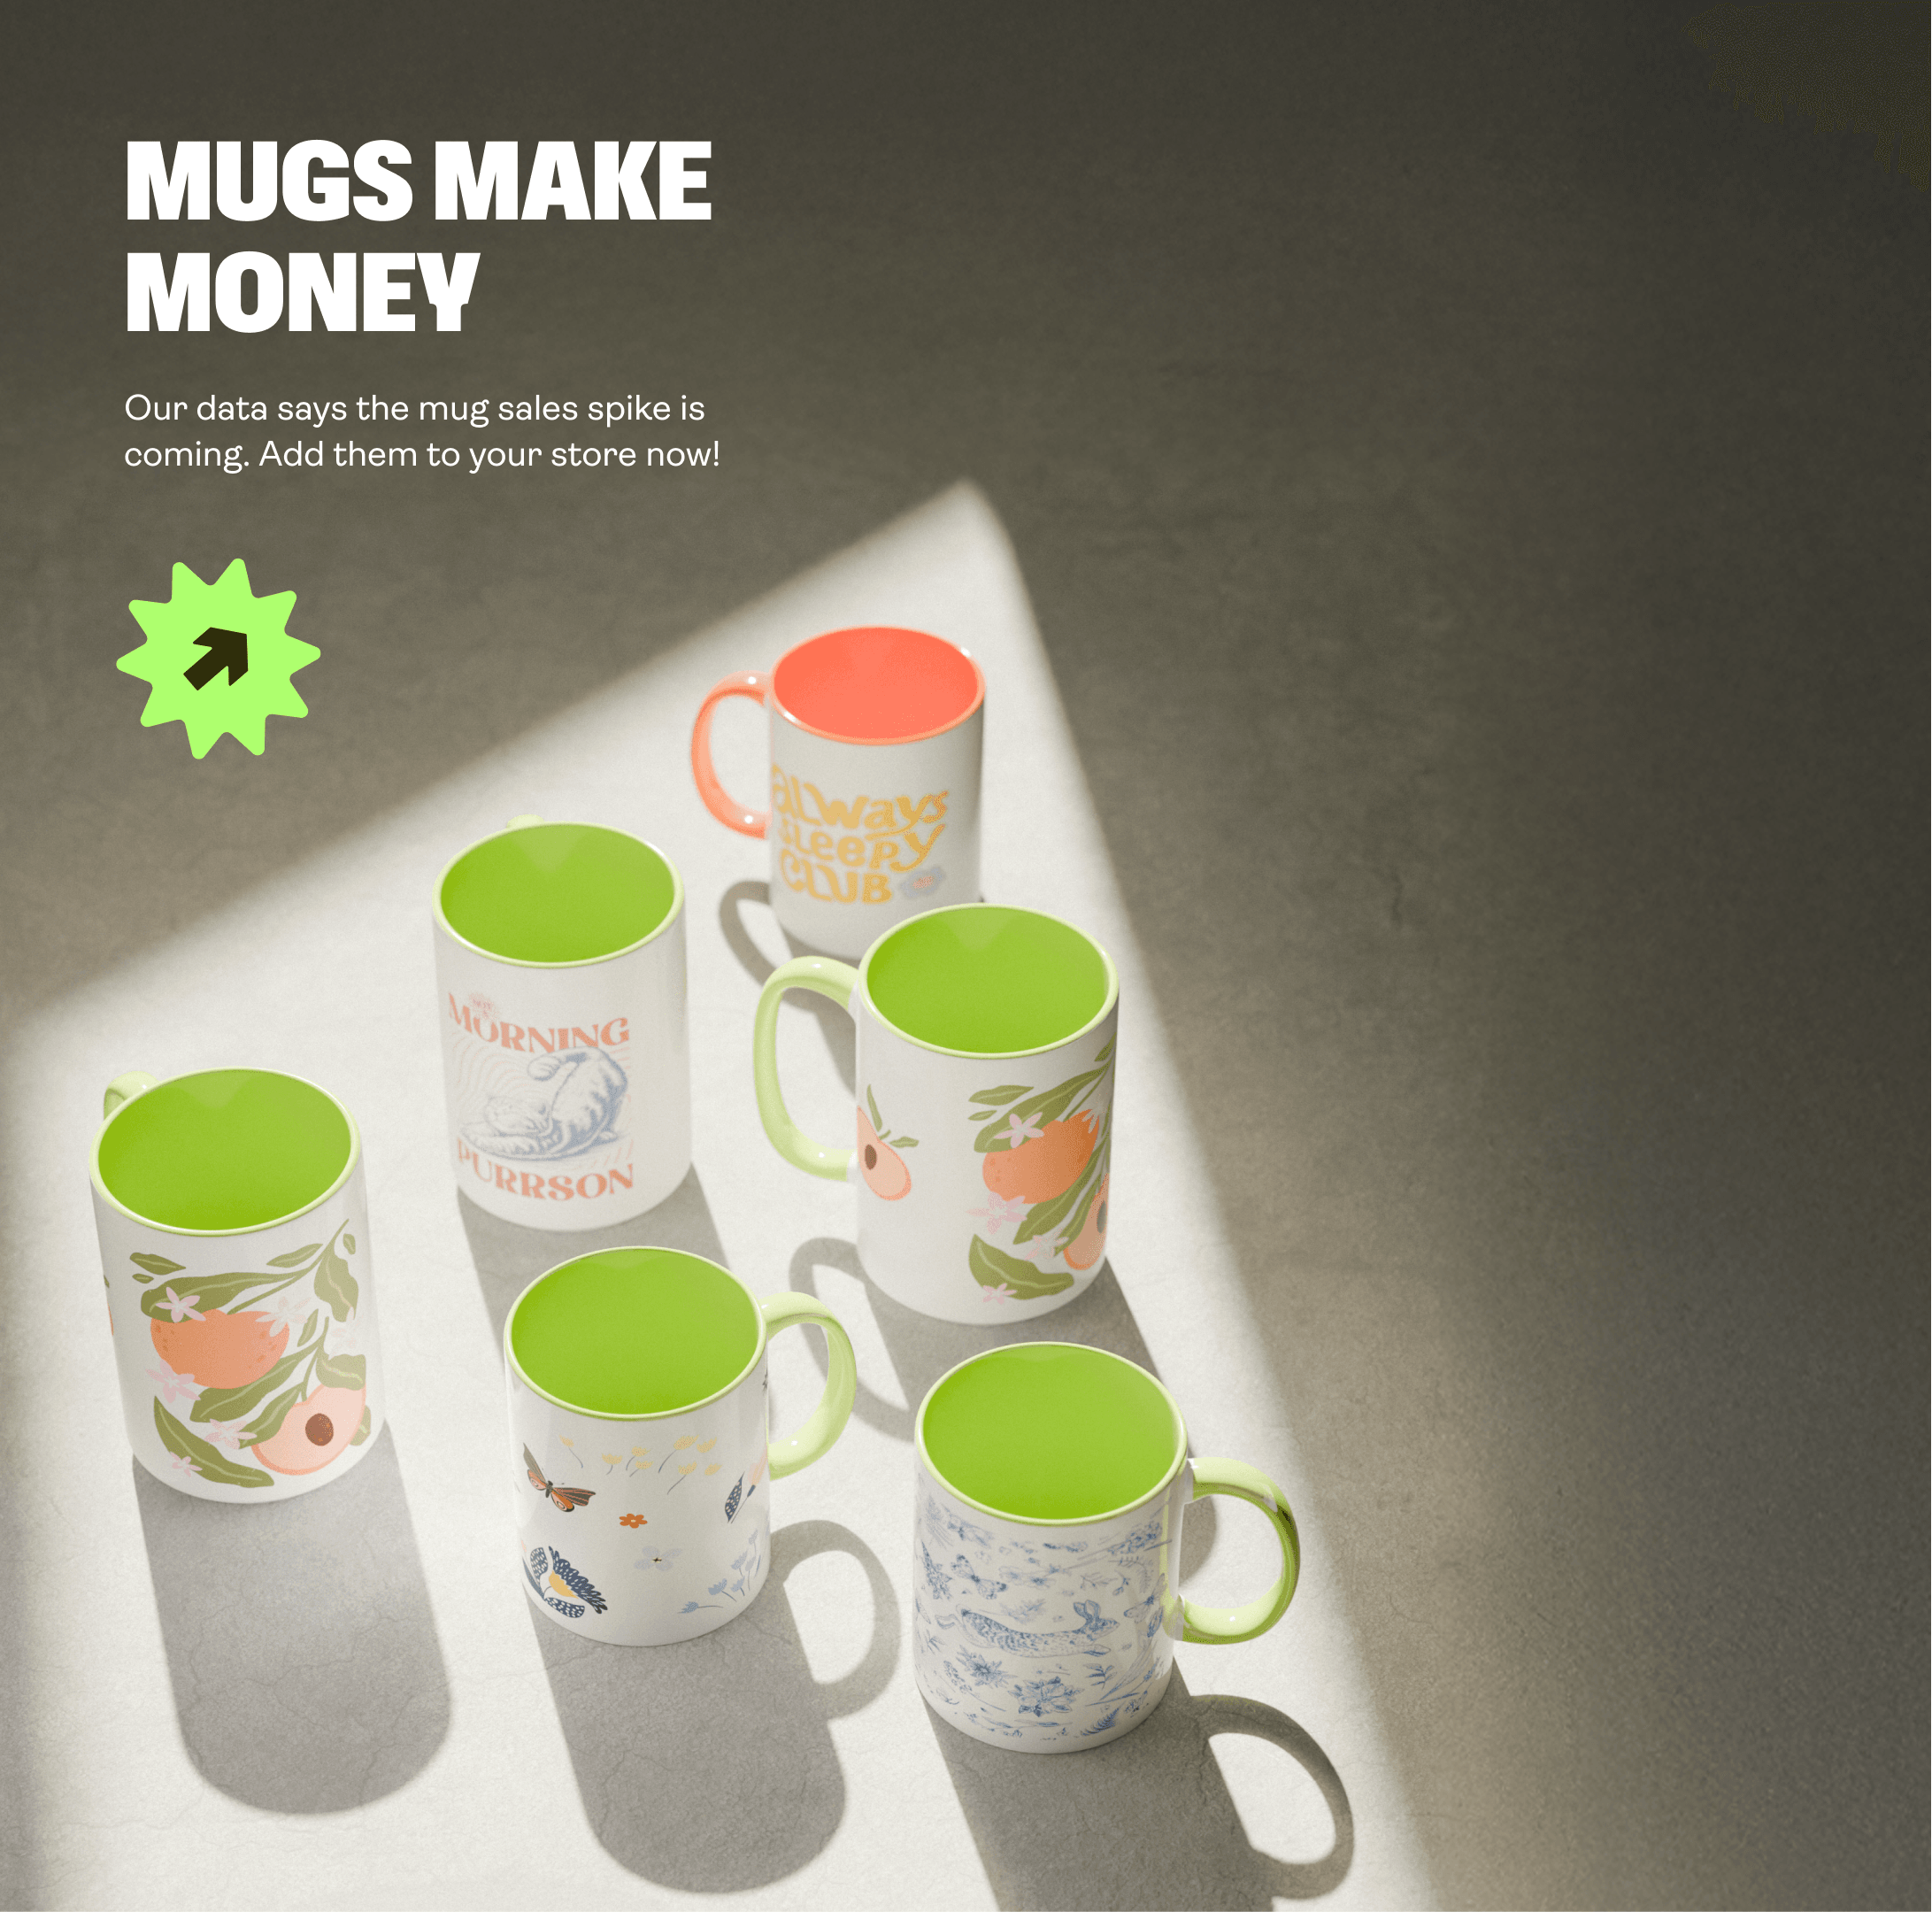 MUGS MAKE
MONEY
Our data says the mug sales spike is
coming. Add them to your store now!
aLWays
SLeepy
CLUB
MORNING
PURRSON